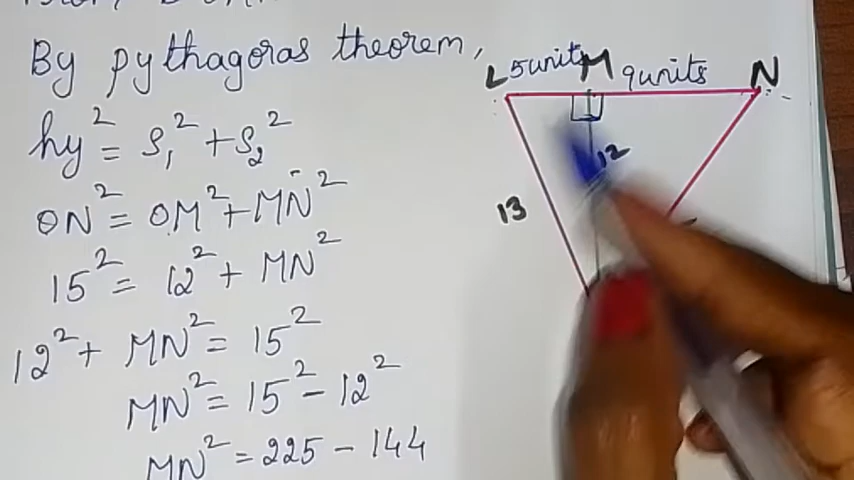 By pythagoras theorem,
hy² = S₁² + S₂²
ON² = OM² + MN²
15² = 12² + MN²
12² + MN² = 15²
MN² = 15² - 12²
MN² = 225 - 144
L 5units M 9units N
12
13